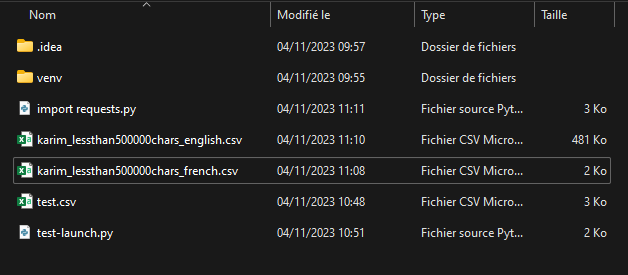 Nom Modifié le Type Taille
.idea 04/11/2023 09:57 Dossier de fichiers
venv 04/11/2023 09:55 Dossier de fichiers
import requests.py 04/11/2023 11:11 Fichier source Pyt... 3 Ko
karim_lessthan500000chars_english.csv 04/11/2023 11:10 Fichier CSV Micro... 481 Ko
karim_lessthan500000chars_french.csv 04/11/2023 11:08 Fichier CSV Micro... 2 Ko
test.csv 04/11/2023 10:48 Fichier CSV Micro... 3 Ko
test-launch.py 04/11/2023 10:51 Fichier source Pyt... 2 Ko